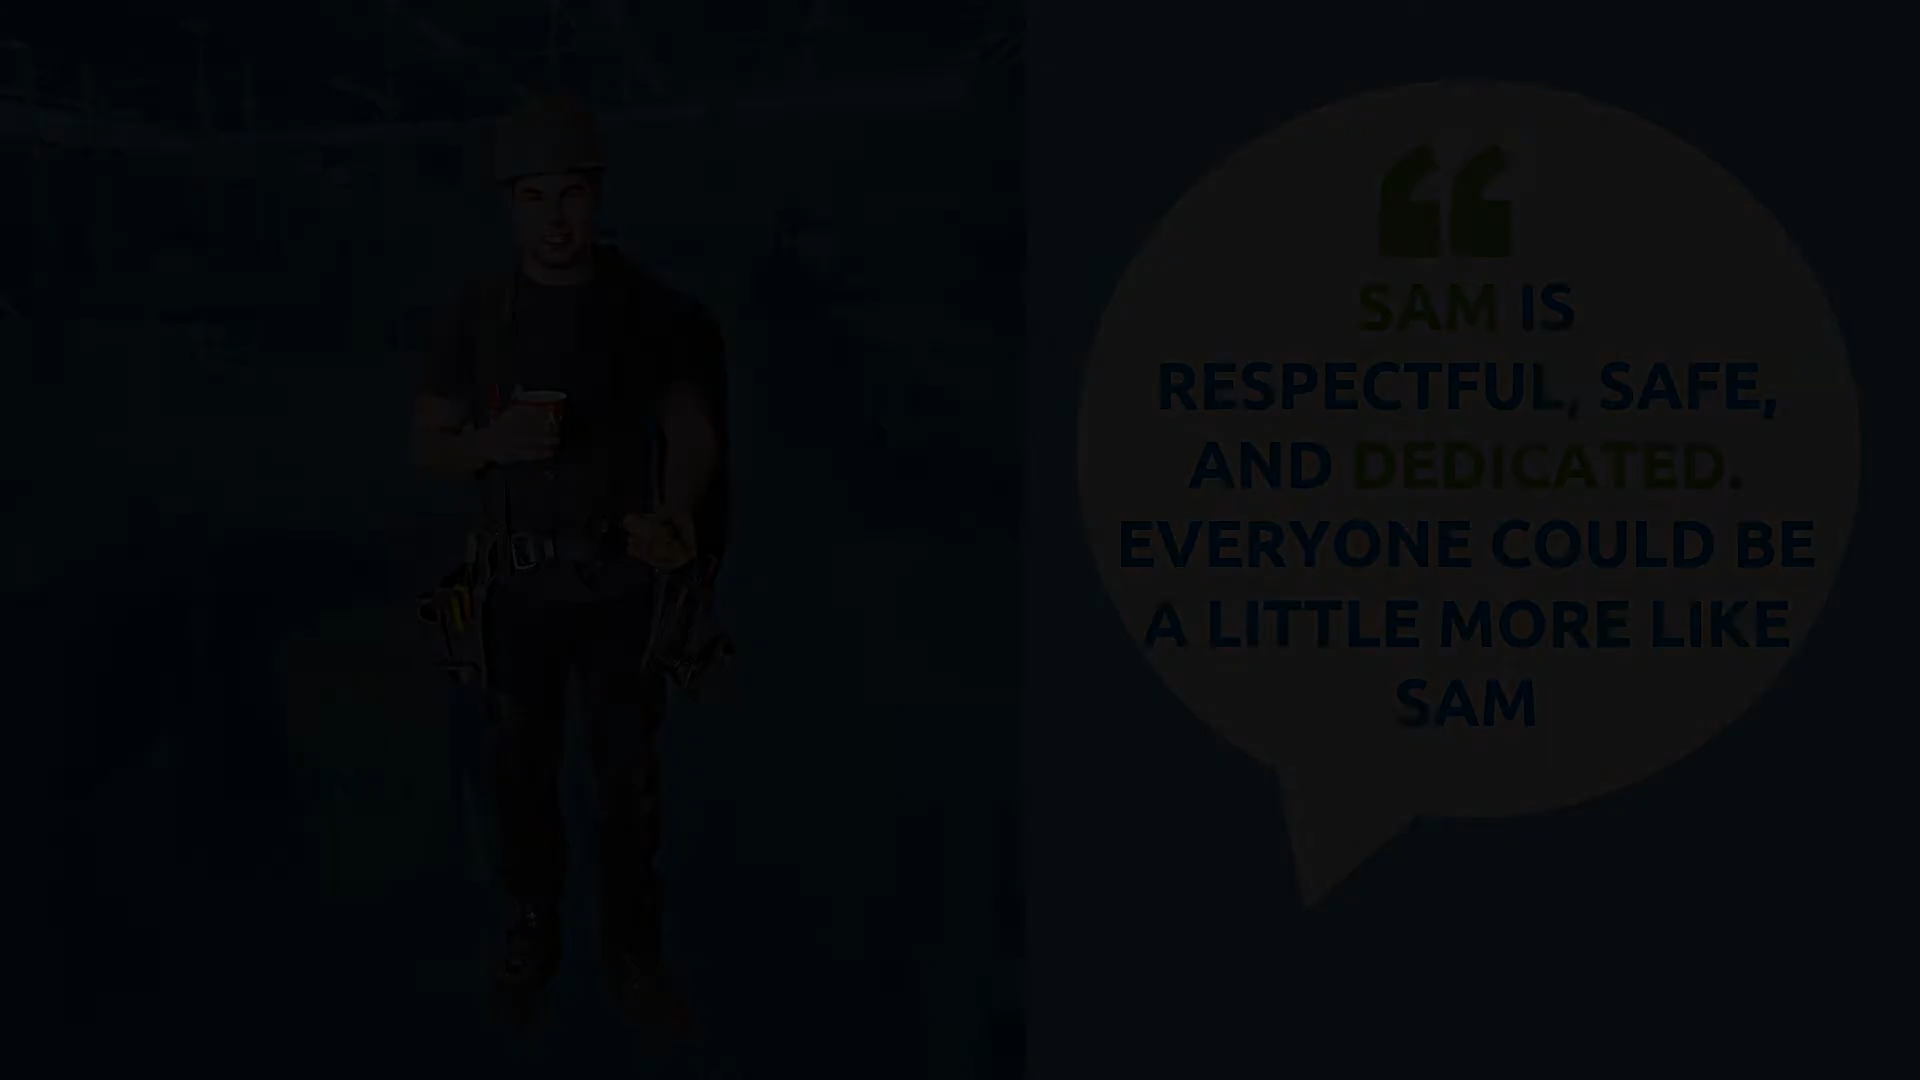 SAM IS
RESPECTFUL, SAFE,
AND DEDICATED.
EVERYONE COULD BE
A LITTLE MORE LIKE
SAM